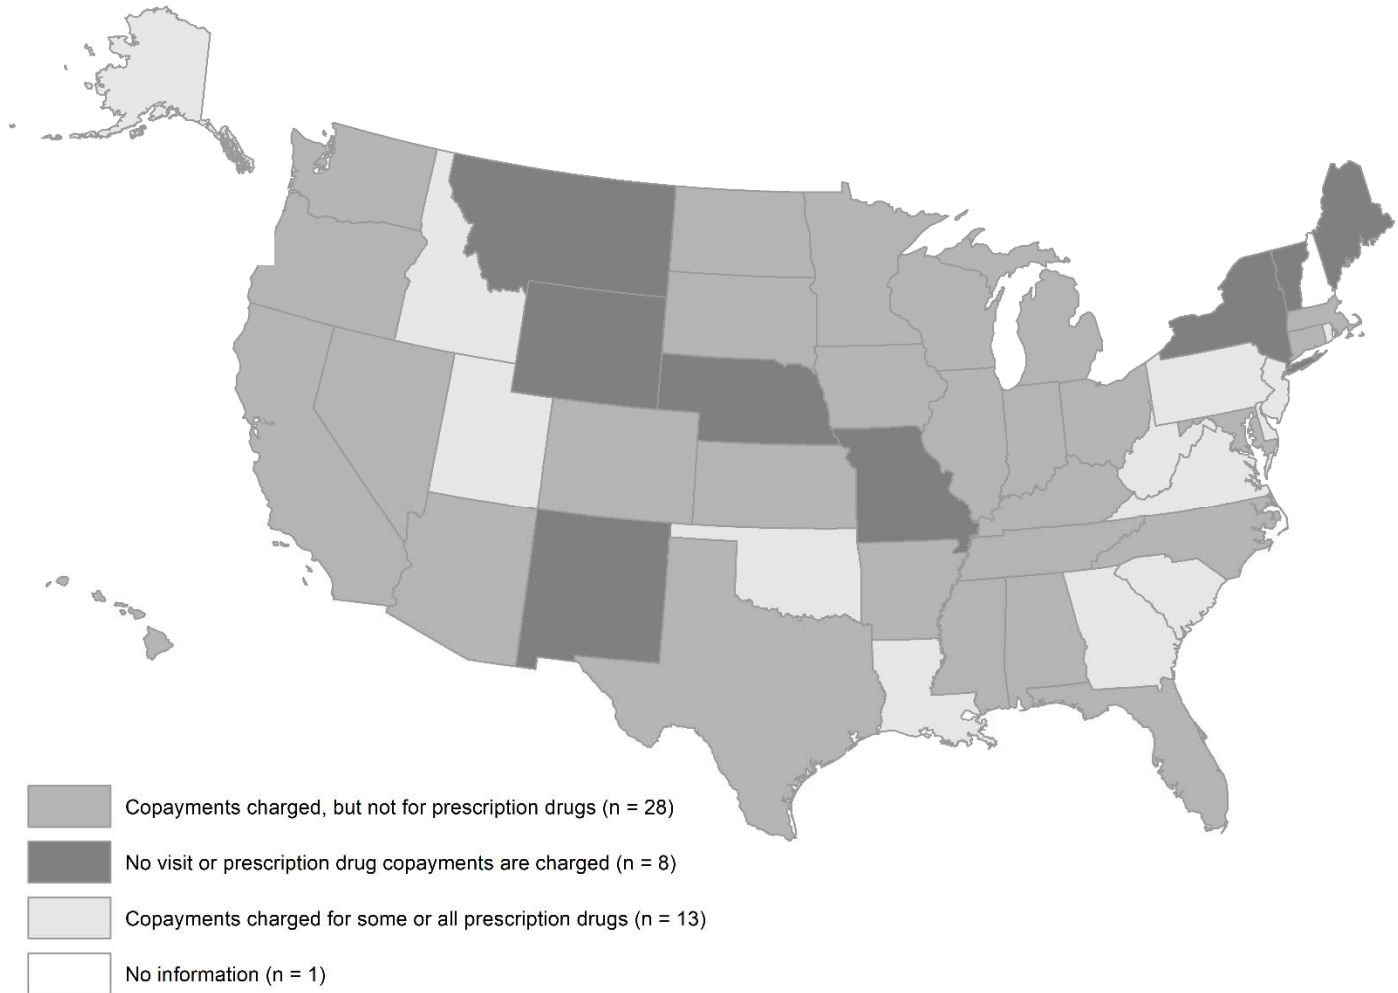 Copayments charged, but not for prescription drugs (n = 28)
No visit or prescription drug copayments are charged (n = 8)
Copayments charged for some or all prescription drugs (n = 13)
No information (n = 1)